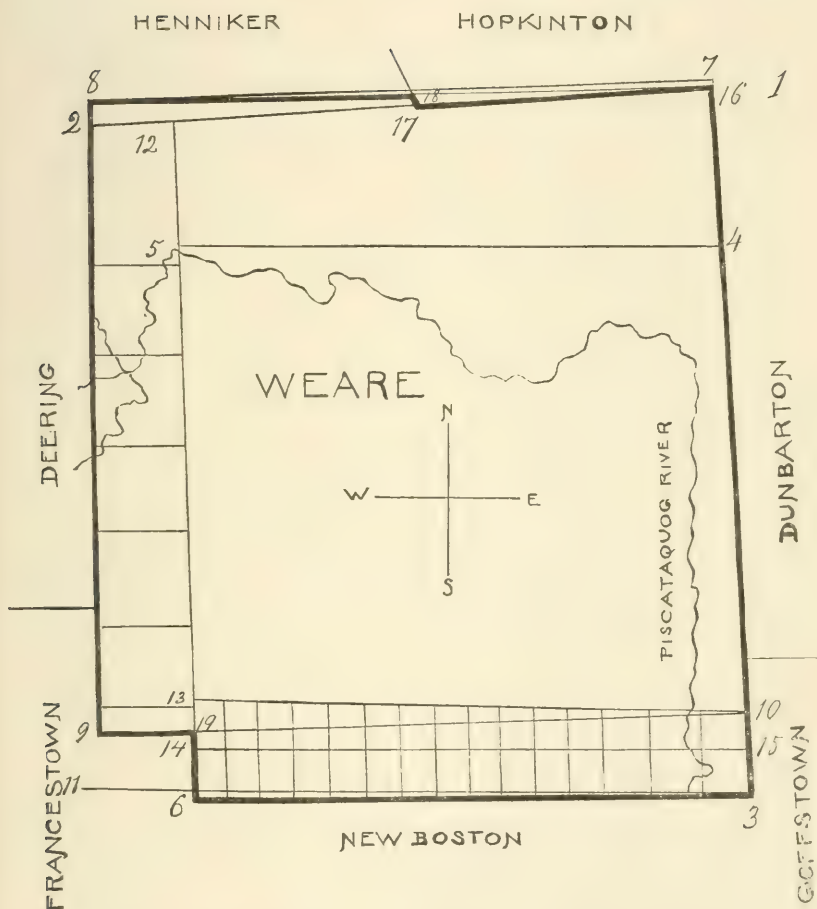 HENNIKER HOPKINTON
8
7
18
16 1
2
17
12
5
4
WEARE
N
DEERING
DUNBARTON
W E
PISCATAQUOG RIVER
S
13
10
19
9
14
15
11
6
3
FRANCESTOWN
GOFFSTOWN
NEW BOSTON